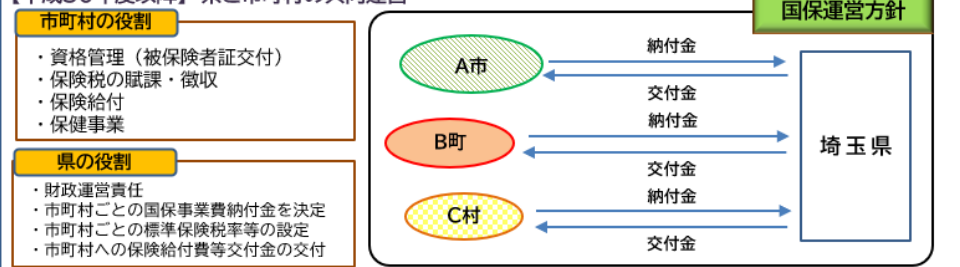 市町村の役割
・資格管理（被保険者証交付）
・保険税の賦課・徴収
・保険給付
・保健事業
県の役割
・財政運営責任
・市町村ごとの国保事業費納付金を決定
・市町村ごとの標準保険税率等の設定
・市町村への保険給付費等交付金の交付
国保運営方針
A市
納付金
交付金
B町
納付金
交付金
C村
納付金
交付金
埼玉県